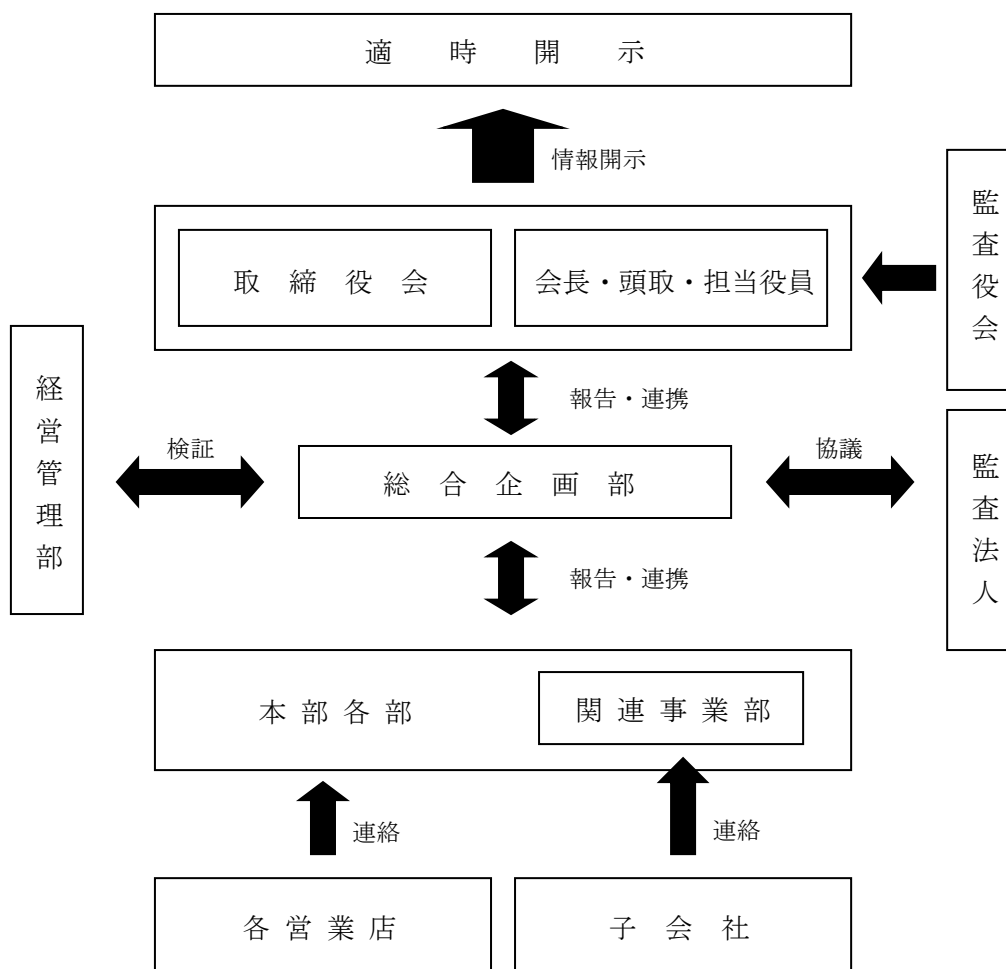 適時開示
情報開示
取締役会
会長・頭取・担当役員
監査役会
報告・連携
経営管理部
検証
総合企画部
協議
監査法人
報告・連携
本部各部
関連事業部
連絡
連絡
各営業店
子会社